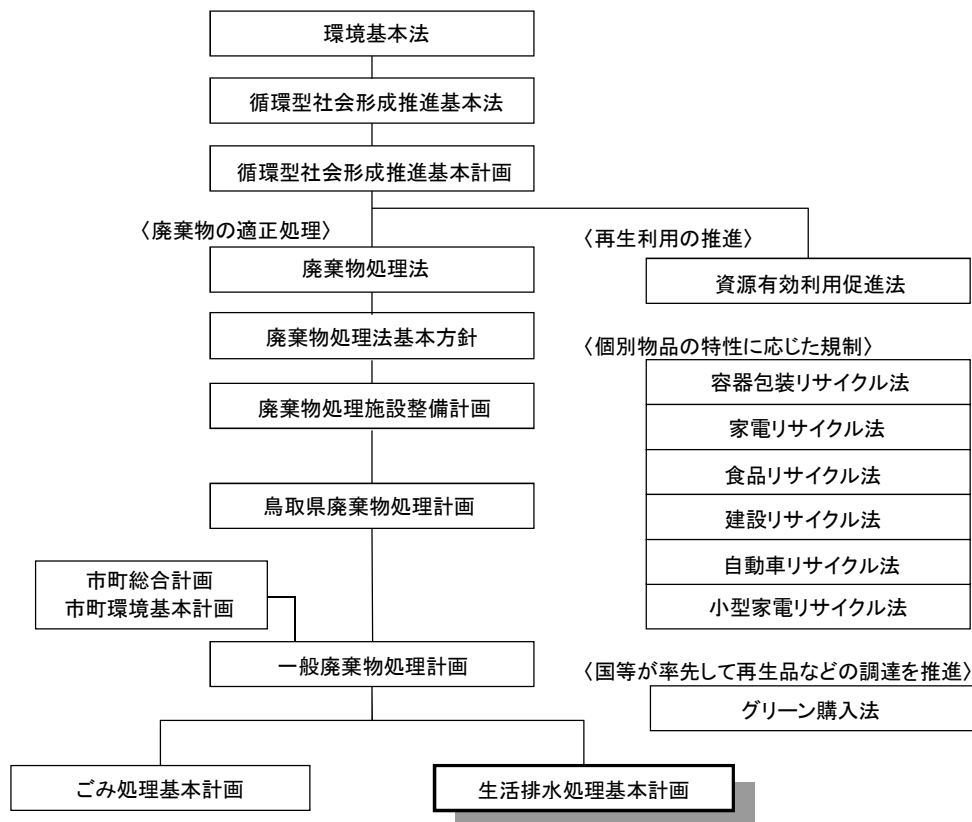 環境基本法
循環型社会形成推進基本法
循環型社会形成推進基本計画
〈廃棄物の適正処理〉
廃棄物処理法
廃棄物処理法基本方針
廃棄物処理施設整備計画
鳥取県廃棄物処理計画
市町総合計画
市町環境基本計画
一般廃棄物処理計画
ごみ処理基本計画
生活排水処理基本計画
〈再生利用の推進〉
資源有効利用促進法
〈個別物品の特性に応じた規制〉
容器包装リサイクル法
家電リサイクル法
食品リサイクル法
建設リサイクル法
自動車リサイクル法
小型家電リサイクル法
〈国等が率先して再生品などの調達を推進〉
グリーン購入法